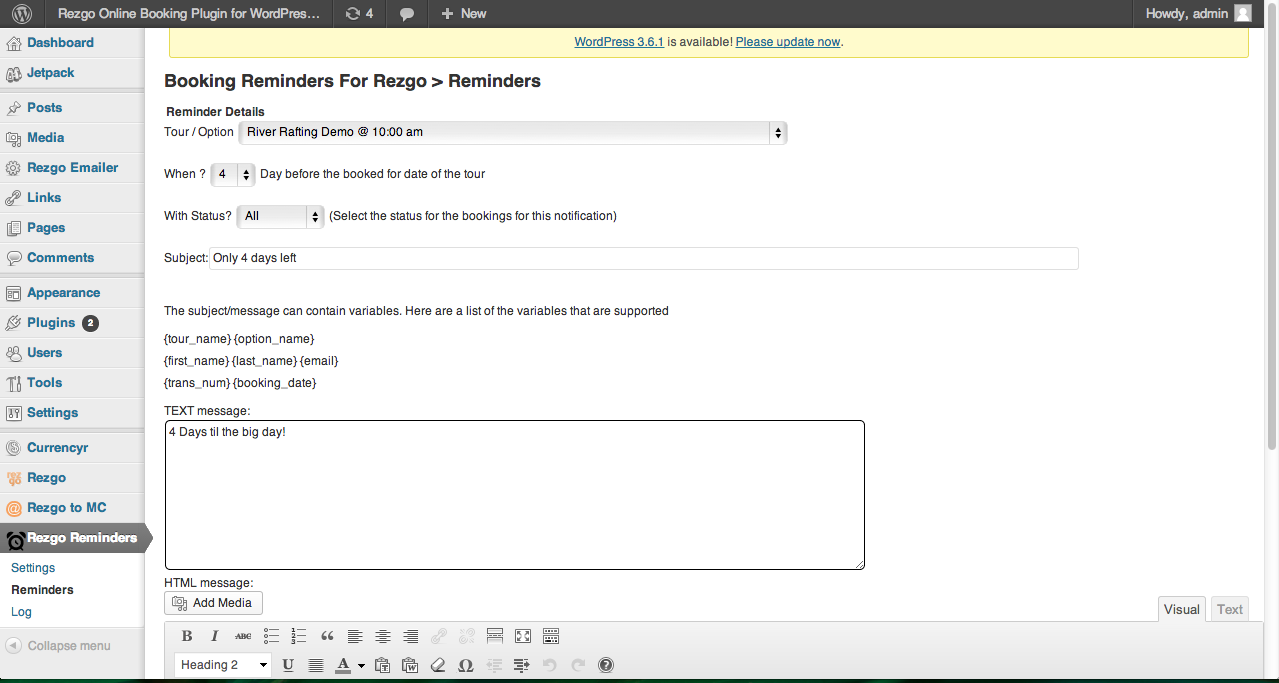 Rezgo Online Booking Plugin for WordPres… 4 New Howdy, admin
WordPress 3.6.1 is available! Please update now.
Dashboard
Jetpack
Posts
Media
Rezgo Emailer
Links
Pages
Comments
Appearance
Plugins 2
Users
Tools
Settings
Currencyr
Rezgo
Rezgo to MC
Rezgo Reminders
Settings
Reminders
Log
Collapse menu
Booking Reminders For Rezgo > Reminders
Reminder Details
Tour / Option River Rafting Demo @ 10:00 am
When ? 4 Day before the booked for date of the tour
With Status? All (Select the status for the bookings for this notification)
Subject: Only 4 days left
The subject/message can contain variables. Here are a list of the variables that are supported
{tour_name} {option_name}
{first_name} {last_name} {email}
{trans_num} {booking_date}
TEXT message:
4 Days til the big day!
HTML message:
Add Media
Visual Text
B I ABC
Heading 2 U A Ω